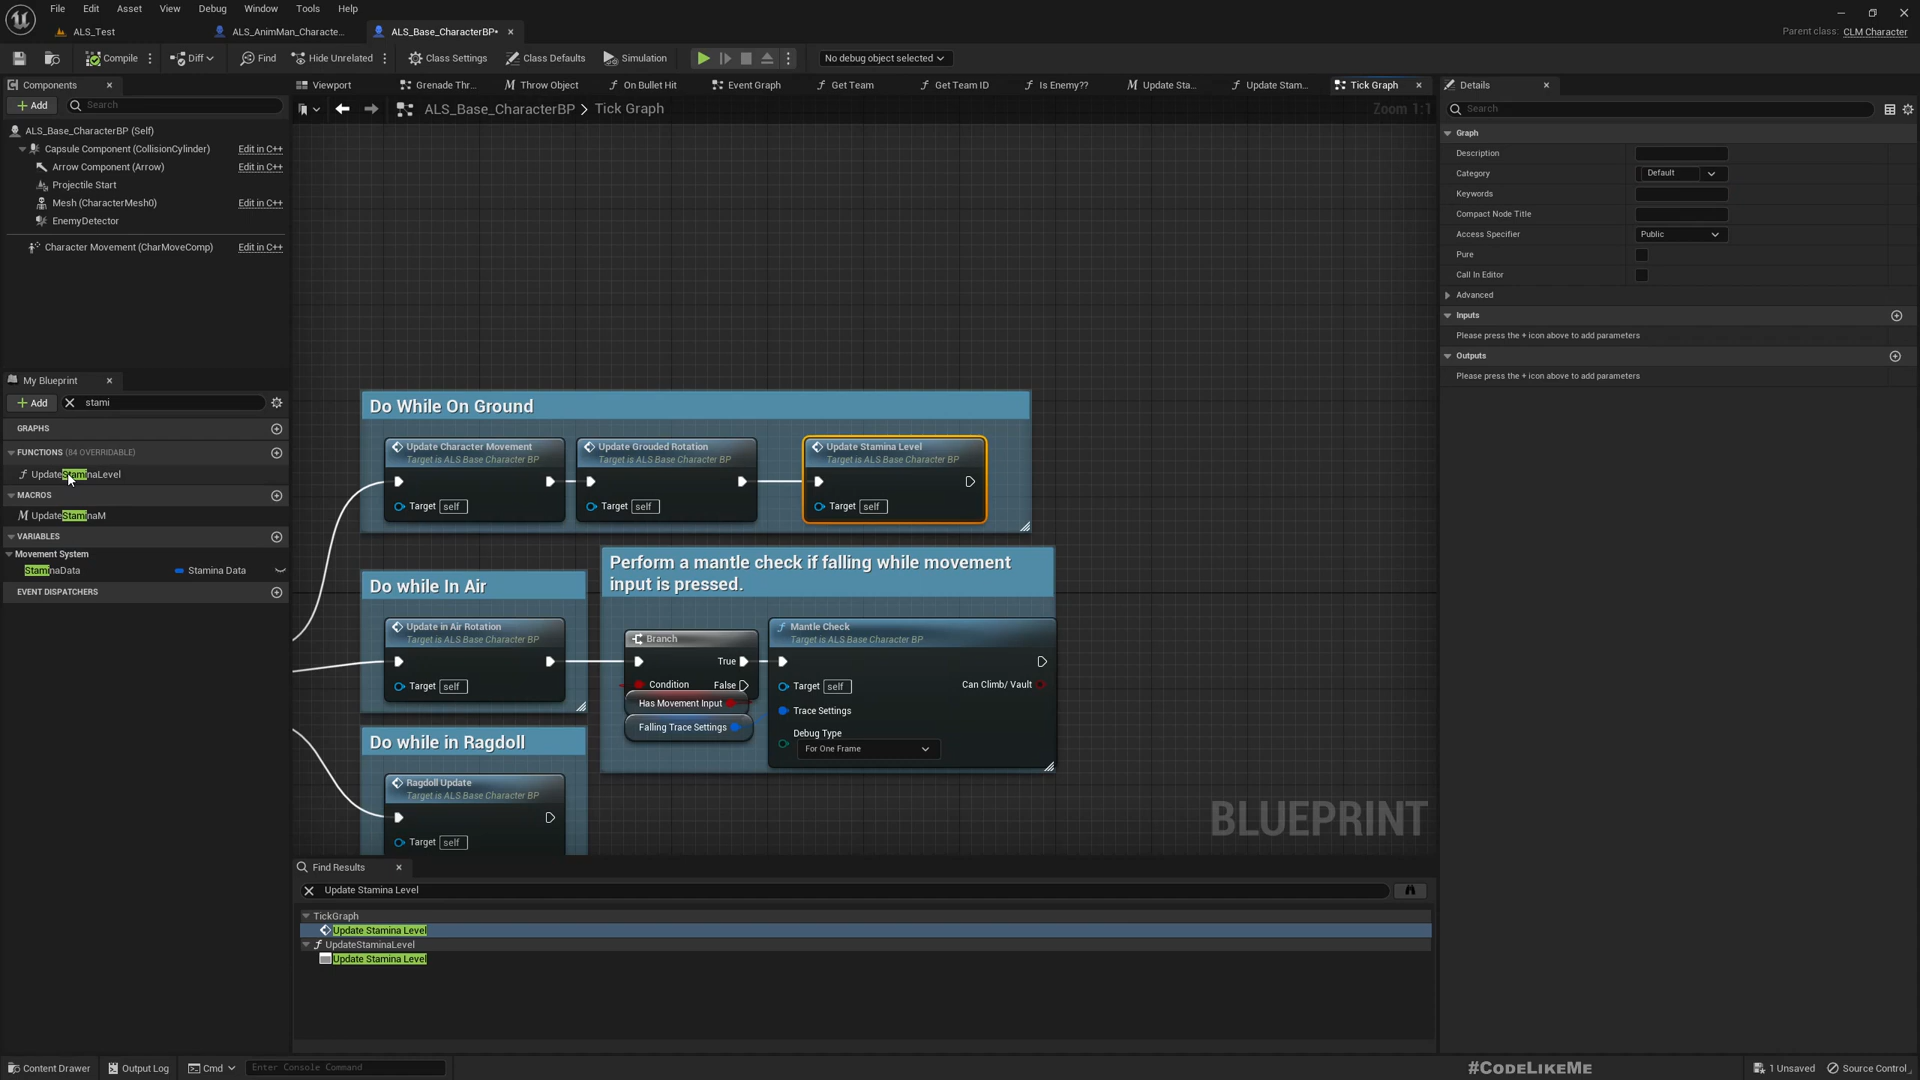 File Edit Asset View Debug Window Tools Help
ALS_Test ALS_AnimMan_Characte... ALS_Base_CharacterBP•
Parent class: CLM Character
Compile Diff Find Hide Unrelated Class Settings Class Defaults Simulation No debug object selected
Components
Add Search
ALS_Base_CharacterBP (Self)
Capsule Component (CollisionCylinder) Edit in C++
Arrow Component (Arrow) Edit in C++
Projectile Start
Mesh (CharacterMesh0) Edit in C++
EnemyDetector
Character Movement (CharMoveComp) Edit in C++
My Blueprint
Add stami
GRAPHS
FUNCTIONS (84 OVERRIDABLE)
UpdateStaminaLevel
MACROS
UpdateStaminaM
VARIABLES
Movement System
StaminaData Stamina Data
EVENT DISPATCHERS
Viewport Grenade Thr... Throw Object On Bullet Hit Event Graph Get Team Get Team ID Is Enemy?? Update Sta... Update Stam... Tick Graph
ALS_Base_CharacterBP > Tick Graph
Zoom 1:1
Do While On Ground
Update Character Movement
Target is ALS Base Character BP
Target self
Update Grouded Rotation
Target is ALS Base Character BP
Target self
Update Stamina Level
Target is ALS Base Character BP
Target self
Do while In Air
Update in Air Rotation
Target is ALS Base Character BP
Target self
Perform a mantle check if falling while movement
input is pressed.
Branch
True
Condition False
Has Movement Input
Falling Trace Settings
Mantle Check
Target is ALS Base Character BP
Target self
Can Climb/ Vault
Trace Settings
Debug Type
For One Frame
Do while in Ragdoll
Ragdoll Update
Target is ALS Base Character BP
Target self
BLUEPRINT
Find Results
Update Stamina Level
TickGraph
Update Stamina Level
UpdateStaminaLevel
Update Stamina Level
Details
Search
Graph
Description
Category Default
Keywords
Compact Node Title
Access Specifier Public
Pure
Call In Editor
Advanced
Inputs
Please press the + icon above to add parameters
Outputs
Please press the + icon above to add parameters
Content Drawer Output Log Cmd Enter Console Command
#CodeLikeMe
1 Unsaved Source Control